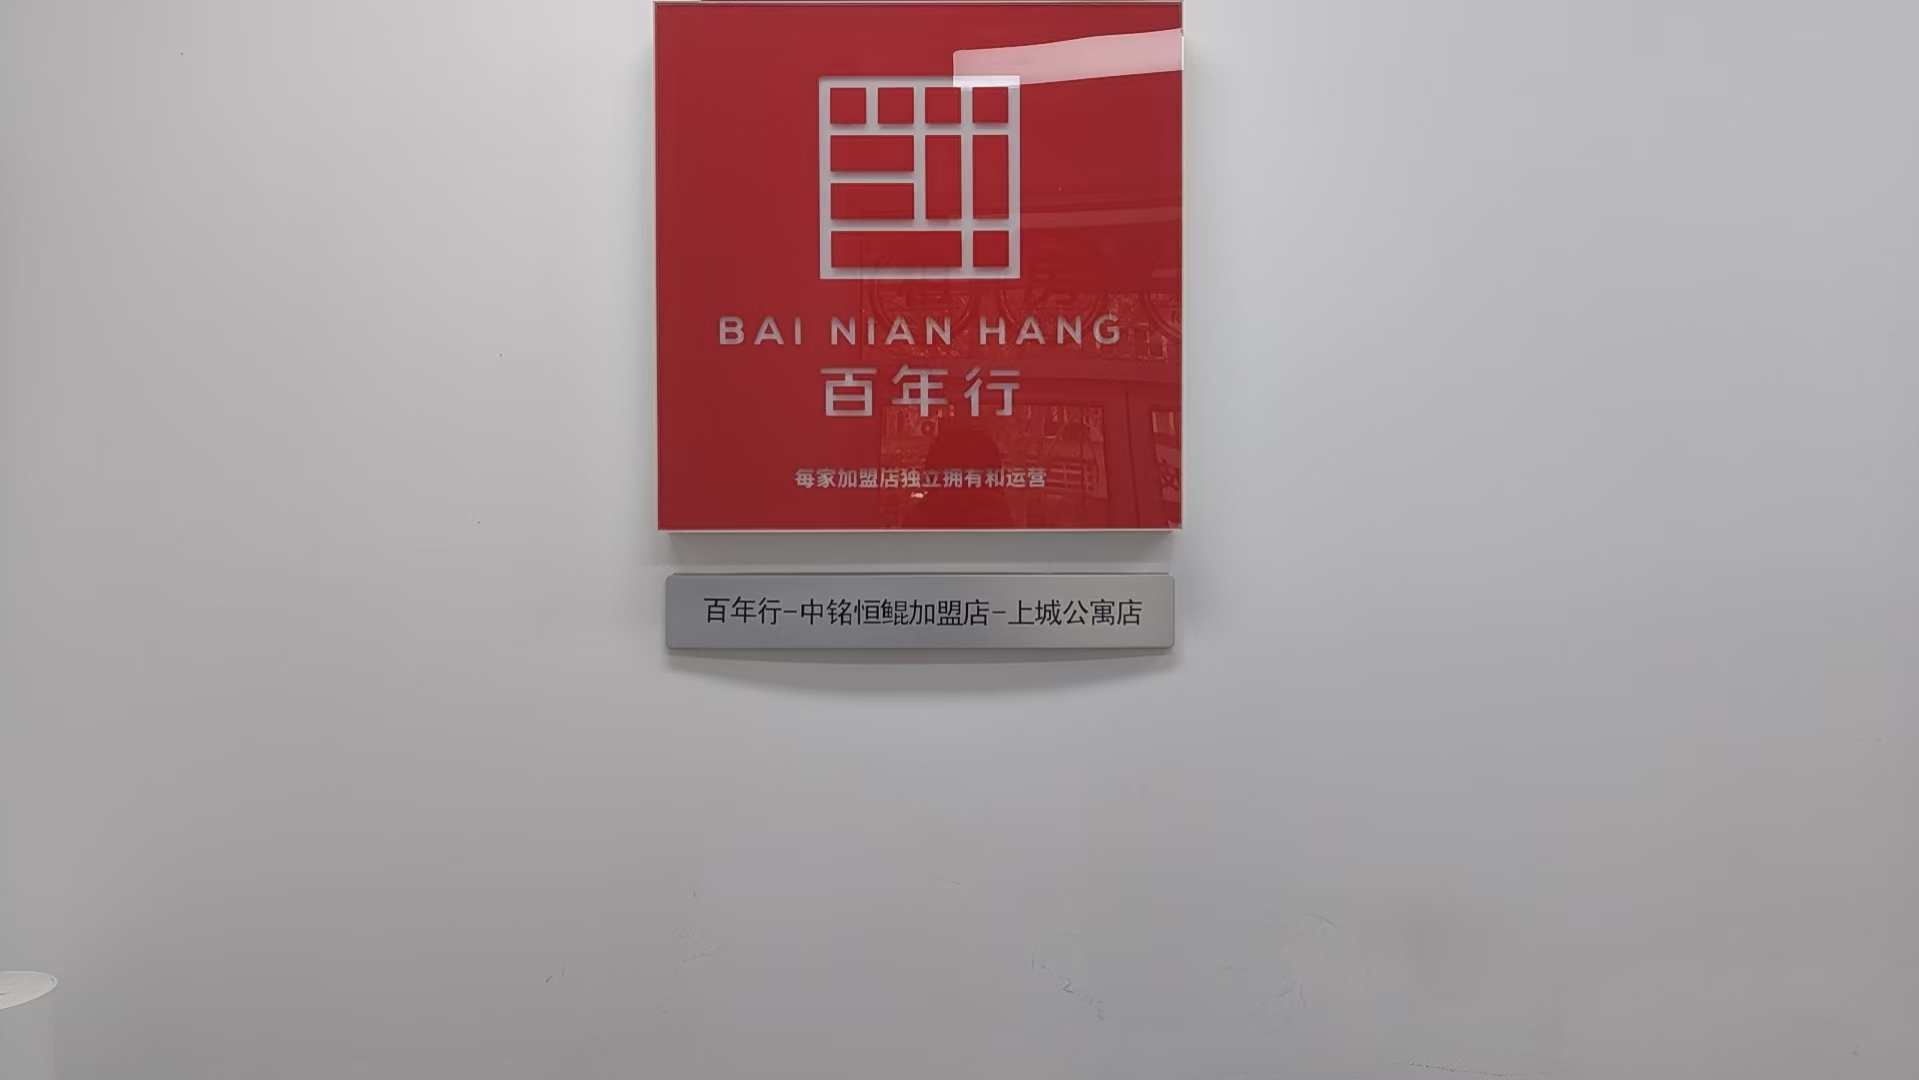 BAI NIAN HANG
百年行
每家加盟店独立拥有和运营
百年行-中铭恒鲲加盟店-上城公寓店